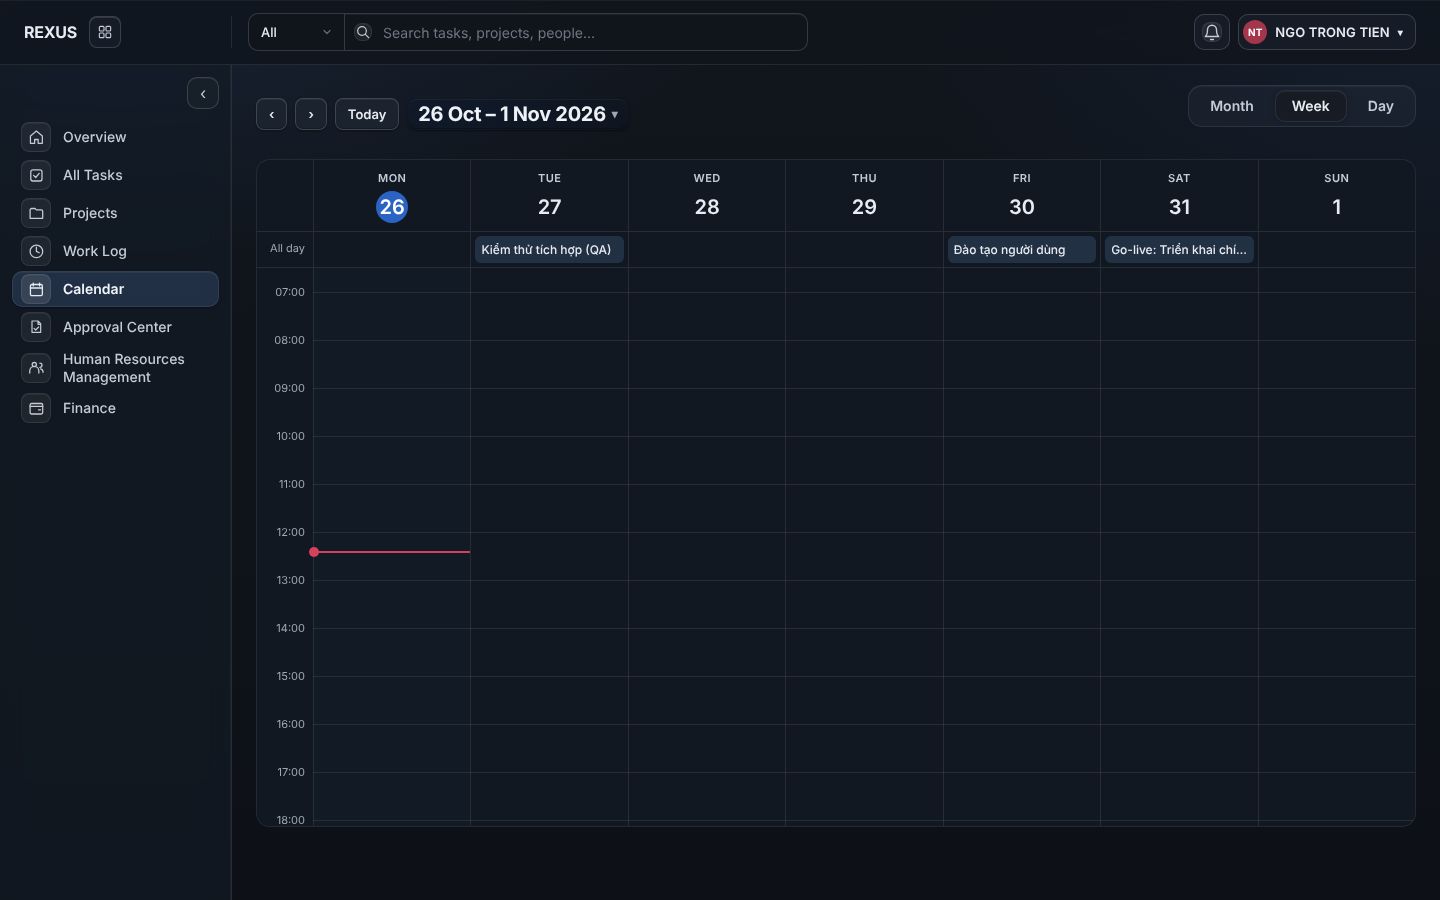 REXUS
All
Search tasks, projects, people...
NT
NGO TRONG TIEN
Overview
All Tasks
Projects
Work Log
Calendar
Approval Center
Human Resources
Management
Finance
Today
26 Oct – 1 Nov 2026
Month
Week
Day
MON
TUE
WED
THU
FRI
SAT
SUN
26
27
28
29
30
31
1
All day
Kiểm thử tích hợp (QA)
Đào tạo người dùng
Go-live: Triển khai chí...
07:00
08:00
09:00
10:00
11:00
12:00
13:00
14:00
15:00
16:00
17:00
18:00